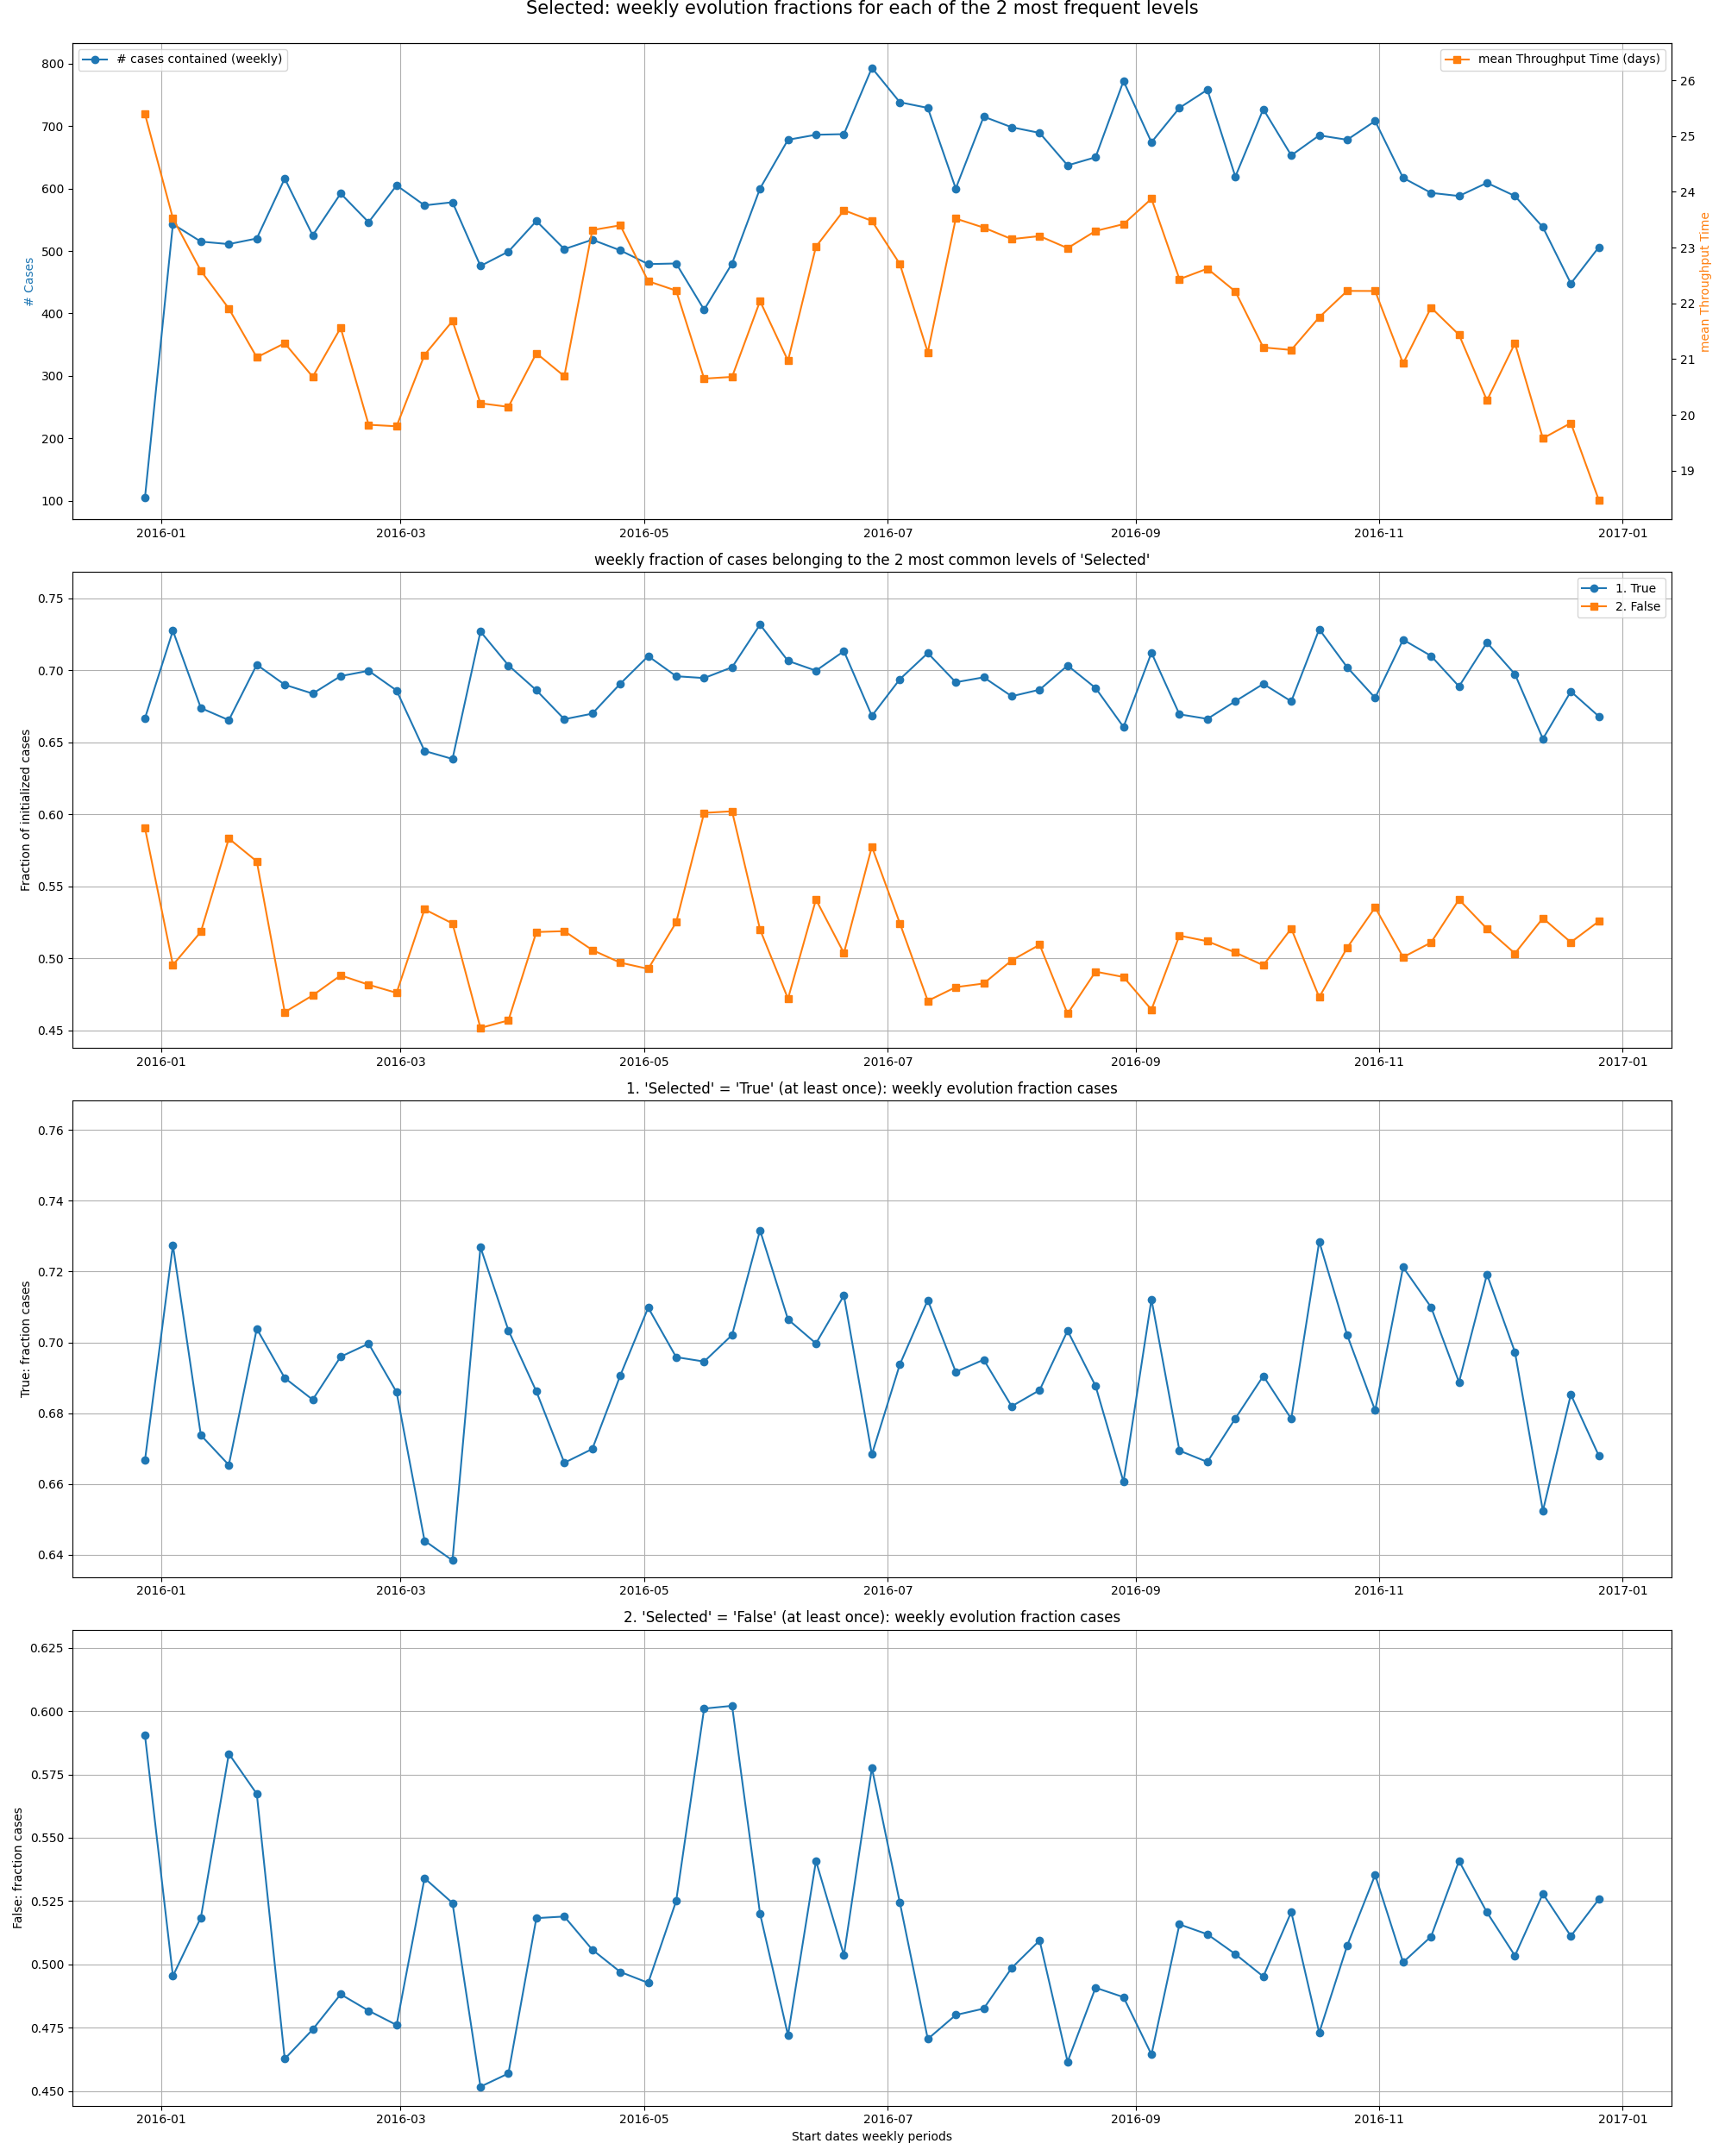 Selected: weekly evolution fractions for each of the 2 most frequent levels
# cases contained (weekly)
mean Throughput Time (days)
800
700
600
500
400
300
200
100
# Cases
26
25
24
23
22
21
20
19
mean Throughput Time
2016-01 2016-03 2016-05 2016-07 2016-09 2016-11 2017-01
weekly fraction of cases belonging to the 2 most common levels of 'Selected'
1. True
2. False
0.75
0.70
0.65
0.60
0.55
0.50
0.45
Fraction of initialized cases
2016-01 2016-03 2016-05 2016-07 2016-09 2016-11 2017-01
1. 'Selected' = 'True' (at least once): weekly evolution fraction cases
0.76
0.74
0.72
0.70
0.68
0.66
0.64
True: fraction cases
2016-01 2016-03 2016-05 2016-07 2016-09 2016-11 2017-01
2. 'Selected' = 'False' (at least once): weekly evolution fraction cases
0.625
0.600
0.575
0.550
0.525
0.500
0.475
0.450
False: fraction cases
2016-01 2016-03 2016-05 2016-07 2016-09 2016-11 2017-01
Start dates weekly periods